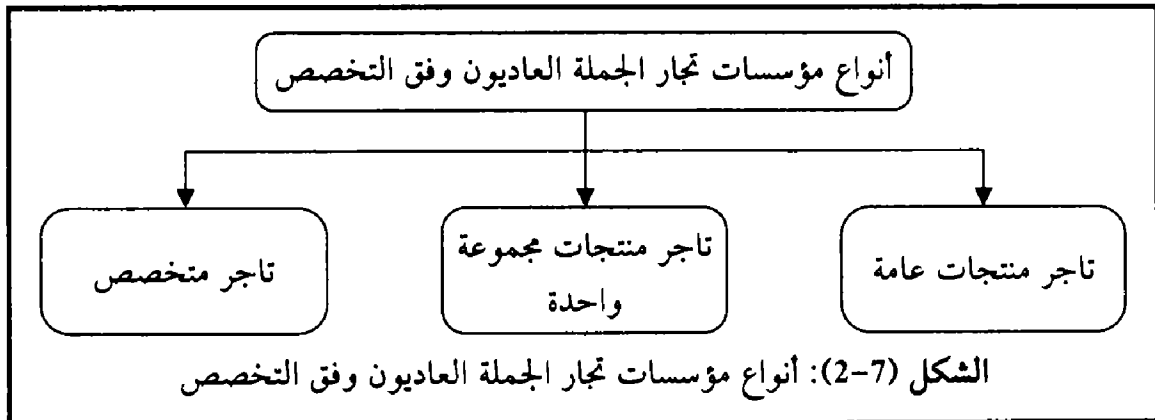 أنواع مؤسسات تجار الجملة العاديون وفق التخصص
تاجر منتجات عامة
تاجر منتجات مجموعة
واحدة
تاجر متخصص
الشكل (7-2): أنواع مؤسسات تجار الجملة العاديون وفق التخصص